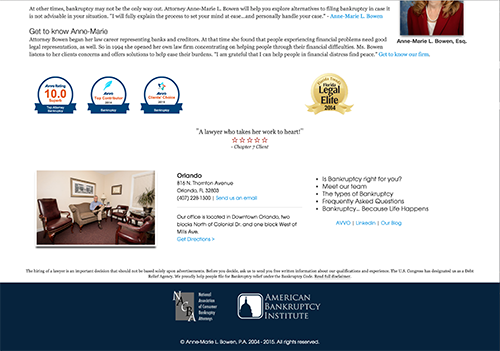 At other times, bankruptcy may not be the only way out. Attorney Anne-Marie L. Bowen will help you explore alternatives to filing bankruptcy in case it
is not advisable in your situation. "I will fully explain the process to set your mind at ease...and personally handle your case." - Anne-Marie L. Bowen
Anne-Marie L. Bowen, Esq.
Get to know Anne-Marie
Attorney Bowen began her law career representing banks and creditors. At that time she found that people experiencing financial problems need good
legal representation, as well. So in 1994 she opened her own law firm concentrating on helping people through their financial difficulties. Ms. Bowen
listens to her clients concerns and offers solutions to help ease their burdens. "I am grateful that I can help people in financial distress find peace." Get to know our firm.
Avvo Rating
10.0
Superb
Top Attorney
Bankruptcy
Avvo
Top Contributor
2014
Bankruptcy
Avvo
Clients' Choice
2014
Bankruptcy
Florida
Legal
Elite
2014
"A lawyer who takes her work to heart!"
- Chapter 7 Client
Orlando
816 N. Thornton Avenue
Orlando, FL 32803
(407) 228-1300 | Send us an email
Our office is located in Downtown Orlando, two
blocks North of Colonial Dr. and one block West of
Mills Ave.
Get Directions >
Is Bankruptcy right for you?
Meet our team
The types of Bankruptcy
Frequently Asked Questions
Bankruptcy... Because Life Happens
AVVO | LinkedIn | Our Blog
The hiring of a lawyer is an important decision that should not be based solely upon advertisements. Before you decide, ask us to send you free written information about our qualifications and experience. The U.S. Congress has designated us as a Debt
Relief Agency. We proudly help people file for Bankruptcy relief under the Bankruptcy Code. Read full disclaimer.
NACBA
National
Association
of Consumer
Bankruptcy
Attorneys
American
Bankruptcy
Institute
© Anne-Marie L. Bowen, P.A. 2004 - 2015. All rights reserved.